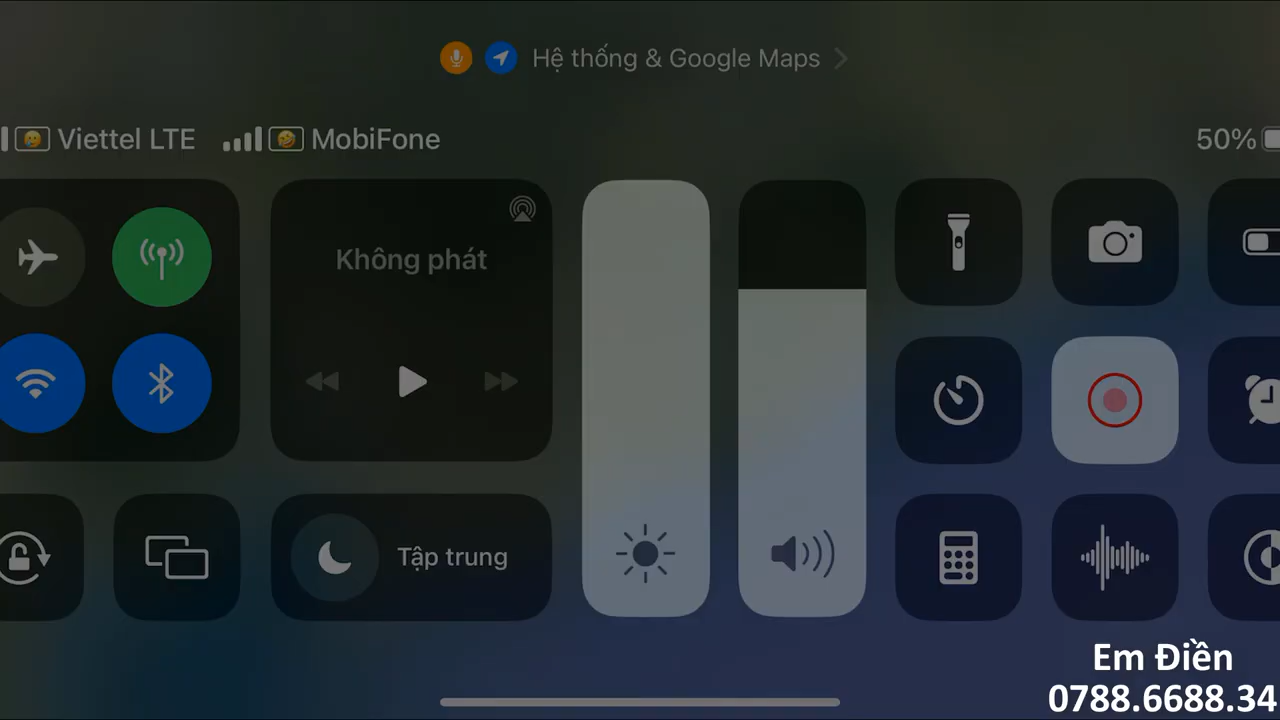 Hệ thống & Google Maps
Viettel LTE MobiFone 50%
Không phát
Tập trung
Em Điền
0788.6688.34